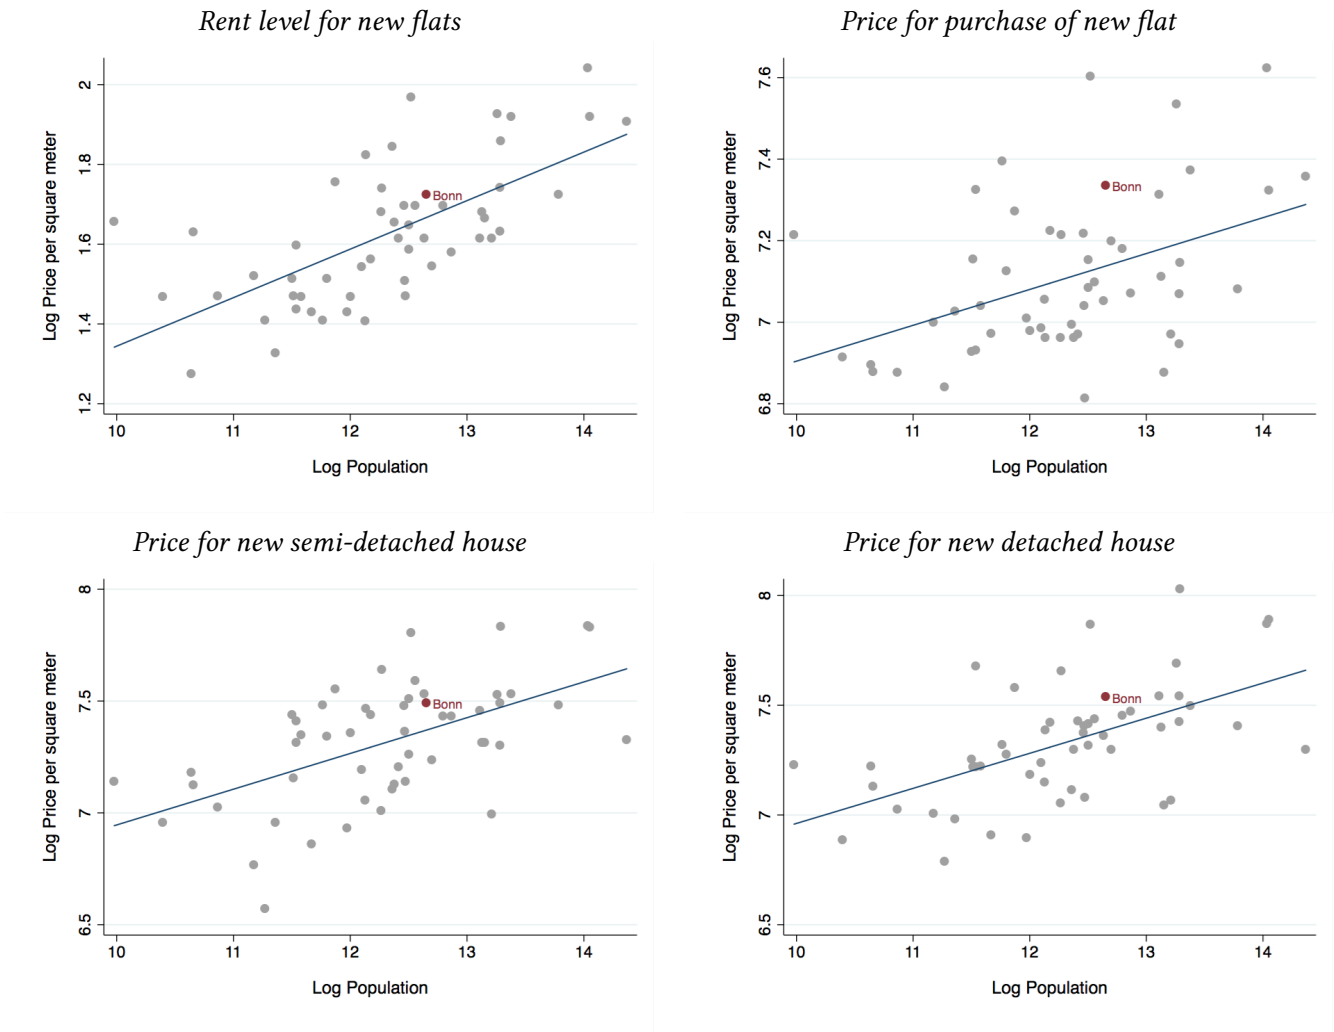 Rent level for new flats
Log Price per square meter
2
1.8
1.6
1.4
1.2
Bonn
10 11 12 13 14
Log Population
Price for purchase of new flat
Log Price per square meter
7.6
7.4
7.2
7
6.8
Bonn
10 11 12 13 14
Log Population
Price for new semi-detached house
Log Price per square meter
8
7.5
7
6.5
Bonn
10 11 12 13 14
Log Population
Price for new detached house
Log Price per square meter
8
7.5
7
6.5
Bonn
10 11 12 13 14
Log Population